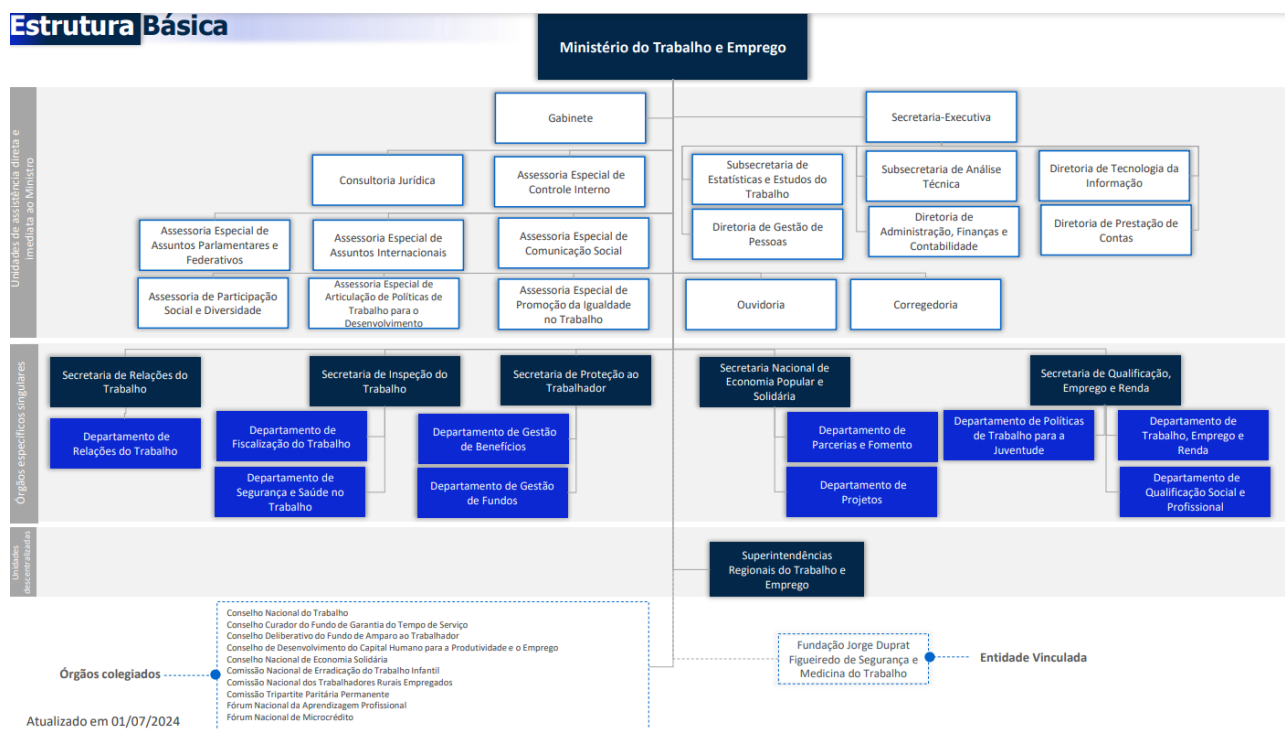 Estrutura Básica
Ministério do Trabalho e Emprego
Unidades de assistência direta e
imediata ao Ministro
Gabinete
Secretaria-Executiva
Consultoria Jurídica
Assessoria Especial de
Controle Interno
Subsecretaria de
Estatísticas e Estudos do
Trabalho
Subsecretaria de Análise
Técnica
Diretoria de Tecnologia da
Informação
Assessoria Especial de
Assuntos Parlamentares e
Federativos
Assessoria Especial de
Assuntos Internacionais
Assessoria Especial de
Comunicação Social
Diretoria de Gestão de
Pessoas
Diretoria de
Administração, Finanças e
Contabilidade
Diretoria de Prestação de
Contas
Assessoria de Participação
Social e Diversidade
Assessoria Especial de
Articulação de Políticas de
Trabalho para o
Desenvolvimento
Assessoria Especial de
Promoção da Igualdade
no Trabalho
Ouvidoria
Corregedoria
Órgãos específicos singulares
Secretaria de Relações do
Trabalho
Secretaria de Inspeção do
Trabalho
Secretaria de Proteção ao
Trabalhador
Secretaria Nacional de
Economia Popular e
Solidária
Secretaria de Qualificação,
Emprego e Renda
Departamento de
Relações do Trabalho
Departamento de
Fiscalização do Trabalho
Departamento de Gestão
de Benefícios
Departamento de
Parcerias e Fomento
Departamento de Políticas
de Trabalho para a
Juventude
Departamento de
Trabalho, Emprego e
Renda
Departamento de
Segurança e Saúde no
Trabalho
Departamento de Gestão
de Fundos
Departamento de
Projetos
Departamento de
Qualificação Social e
Profissional
Unidades
descentralizadas
Superintendências
Regionais do Trabalho e
Emprego
Órgãos colegiados
Conselho Nacional do Trabalho
Conselho Curador do Fundo de Garantia do Tempo de Serviço
Conselho Deliberativo do Fundo de Amparo ao Trabalhador
Conselho de Desenvolvimento do Capital Humano para a Produtividade e o Emprego
Conselho Nacional de Economia Solidária
Comissão Nacional de Erradicação do Trabalho Infantil
Comissão Nacional dos Trabalhadores Rurais Empregados
Comissão Tripartite Paritária Permanente
Fórum Nacional da Aprendizagem Profissional
Fórum Nacional de Microcrédito
Fundação Jorge Duprat
Figueiredo de Segurança e
Medicina do Trabalho
Entidade Vinculada
Atualizado em 01/07/2024